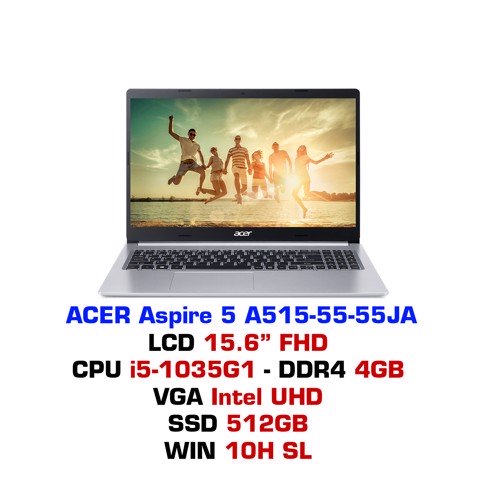 acer
ACER Aspire 5 A515-55-55JA
LCD 15.6” FHD
CPU i5-1035G1 - DDR4 4GB
VGA Intel UHD
SSD 512GB
WIN 10H SL